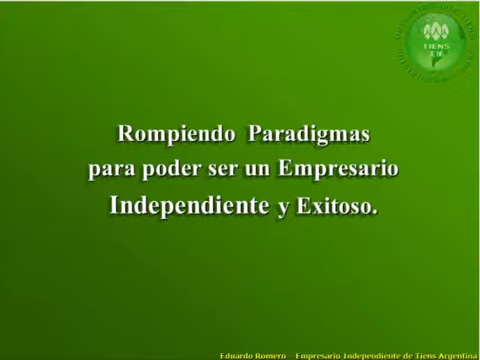 TIENS
Rompiendo Paradigmas
para poder ser un Empresario
Independiente y Exitoso.
Eduardo Romero - Empresario Independiente de Tiens Argentina